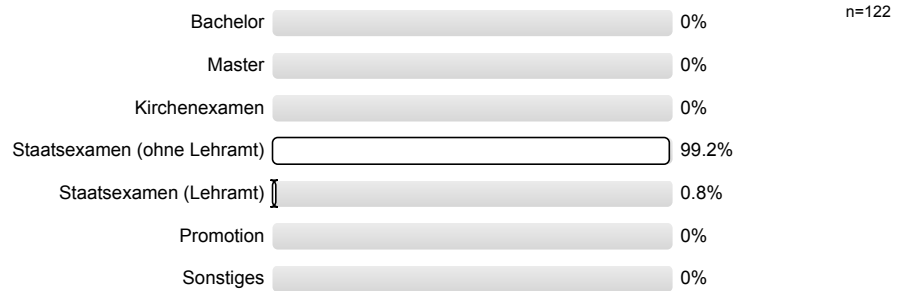 Bachelor 0% n=122
Master 0%
Kirchenexamen 0%
Staatsexamen (ohne Lehramt) 99.2%
Staatsexamen (Lehramt) 0.8%
Promotion 0%
Sonstiges 0%